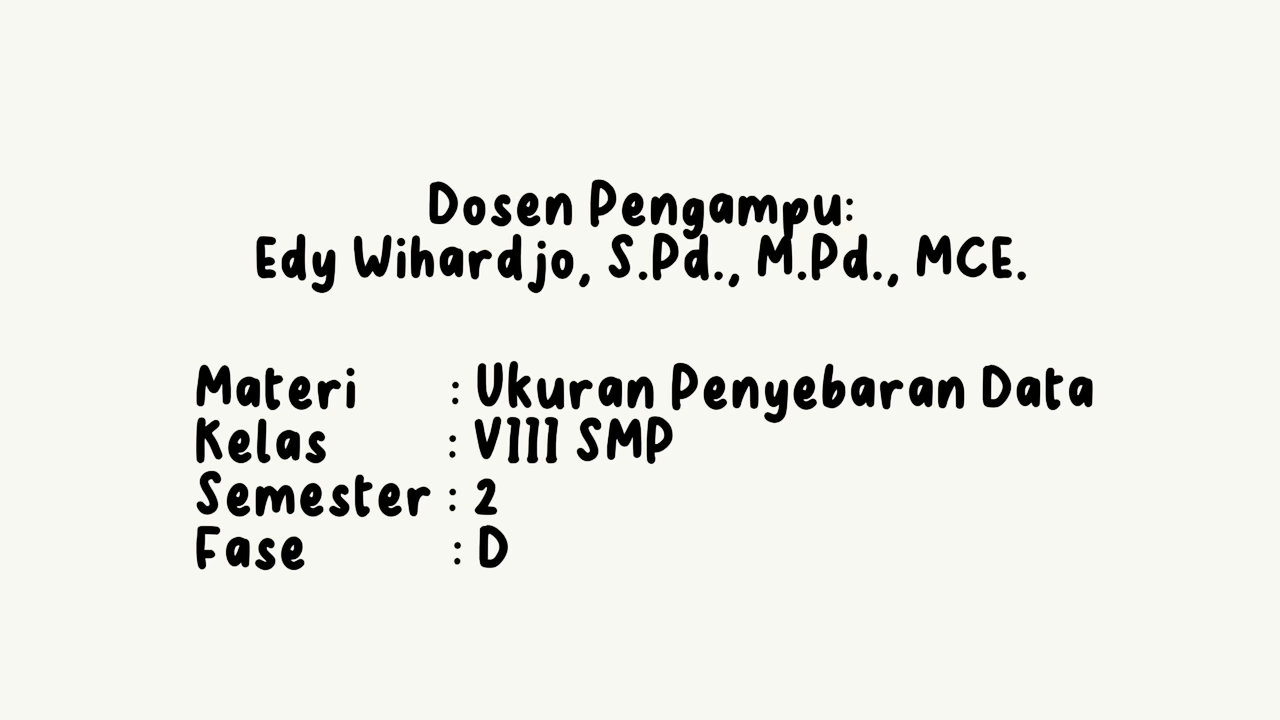 Dosen Pengampu:
Edy Wihardjo, S.Pd., M.Pd., MCE.
Materi : Ukuran Penyebaran Data
Kelas : VIII SMP
Semester : 2
Fase : D